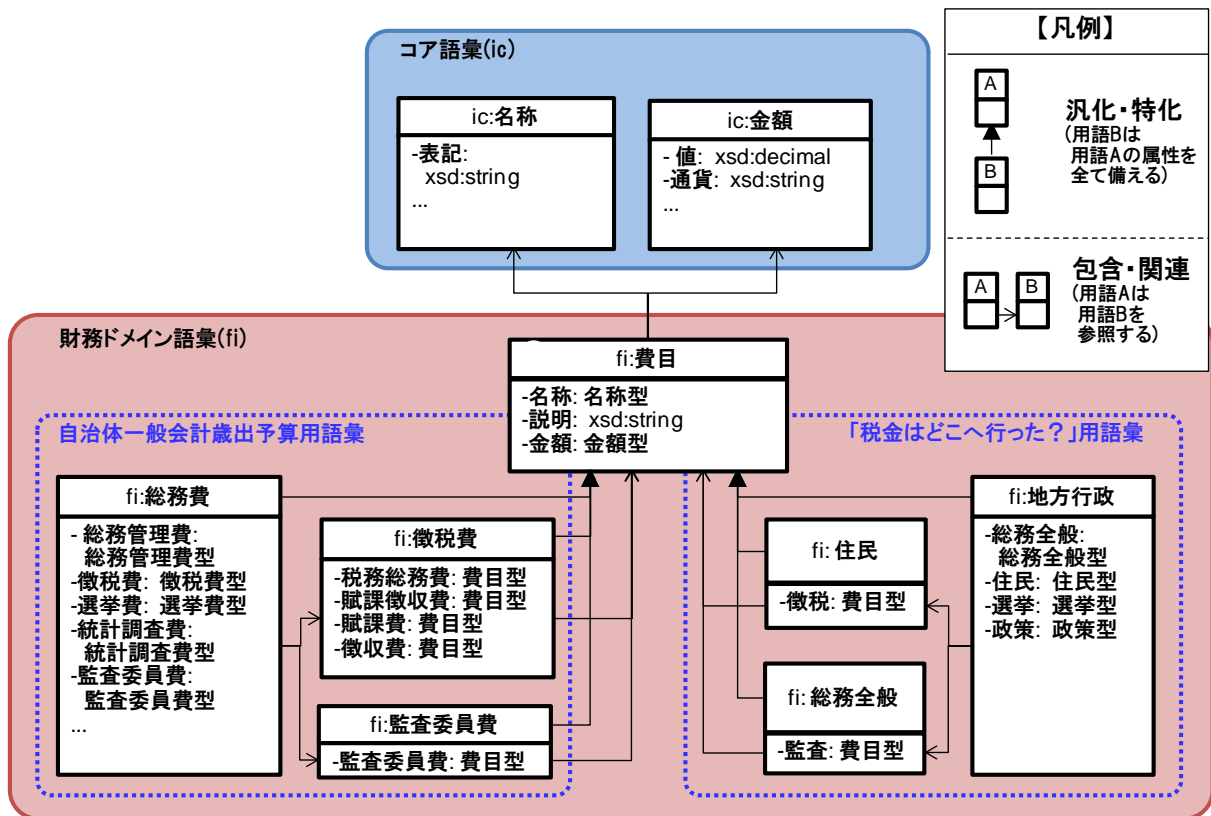 コア語彙(ic)
ic:名称
-表記:
xsd:string
...
ic:金額
- 値: xsd:decimal
-通貨: xsd:string
...
【凡例】
A
B
汎化・特化
(用語Bは
用語Aの属性を
全て備える)
A
B
包含・関連
(用語Aは
用語Bを
参照する)
財務ドメイン語彙(fi)
fi:費目
-名称: 名称型
-説明: xsd:string
-金額: 金額型
自治体一般会計歳出予算用語彙
fi:総務費
- 総務管理費:
総務管理費型
-徴税費: 徴税費型
-選挙費: 選挙費型
-統計調査費:
統計調査費型
-監査委員費:
監査委員費型
...
fi:徴税費
-税務総務費: 費目型
-賦課徴収費: 費目型
-賦課費: 費目型
-徴収費: 費目型
fi:監査委員費
-監査委員費: 費目型
「税金はどこへ行った?」用語彙
fi: 住民
-徴税: 費目型
fi: 総務全般
-監査: 費目型
fi:地方行政
-総務全般:
総務全般型
-住民: 住民型
-選挙: 選挙型
-政策: 政策型